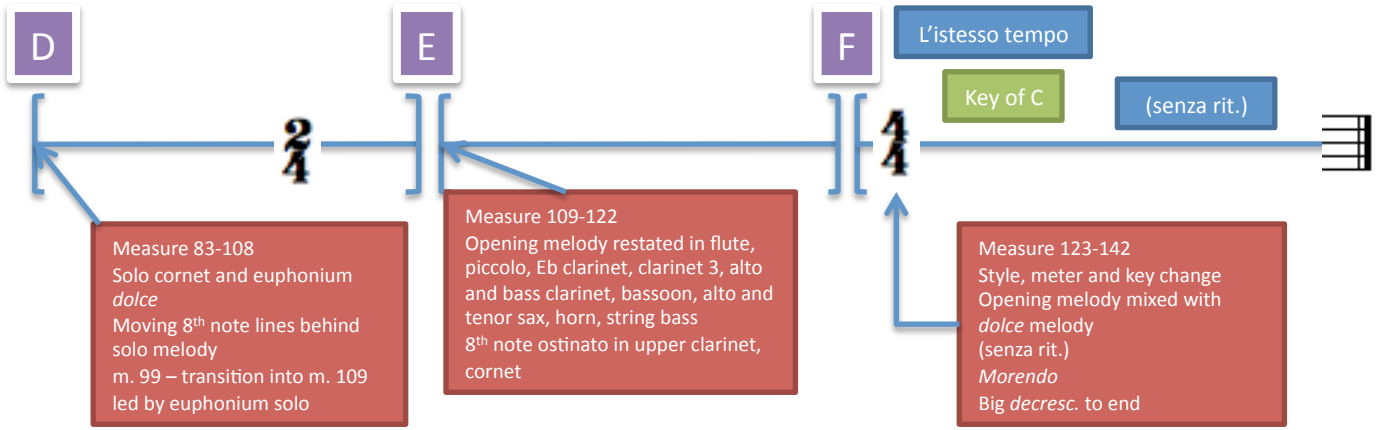 D
E
F
L'istesso tempo
Key of C
(senza rit.)
2
4
4
4
Measure 83-108
Solo cornet and euphonium
dolce
Moving 8th note lines behind
solo melody
m. 99 – transition into m. 109
led by euphonium solo
Measure 109-122
Opening melody restated in flute,
piccolo, Eb clarinet, clarinet 3, alto
and bass clarinet, bassoon, alto and
tenor sax, horn, string bass
8th note ostinato in upper clarinet,
cornet
Measure 123-142
Style, meter and key change
Opening melody mixed with
dolce melody
(senza rit.)
Morendo
Big decresc. to end